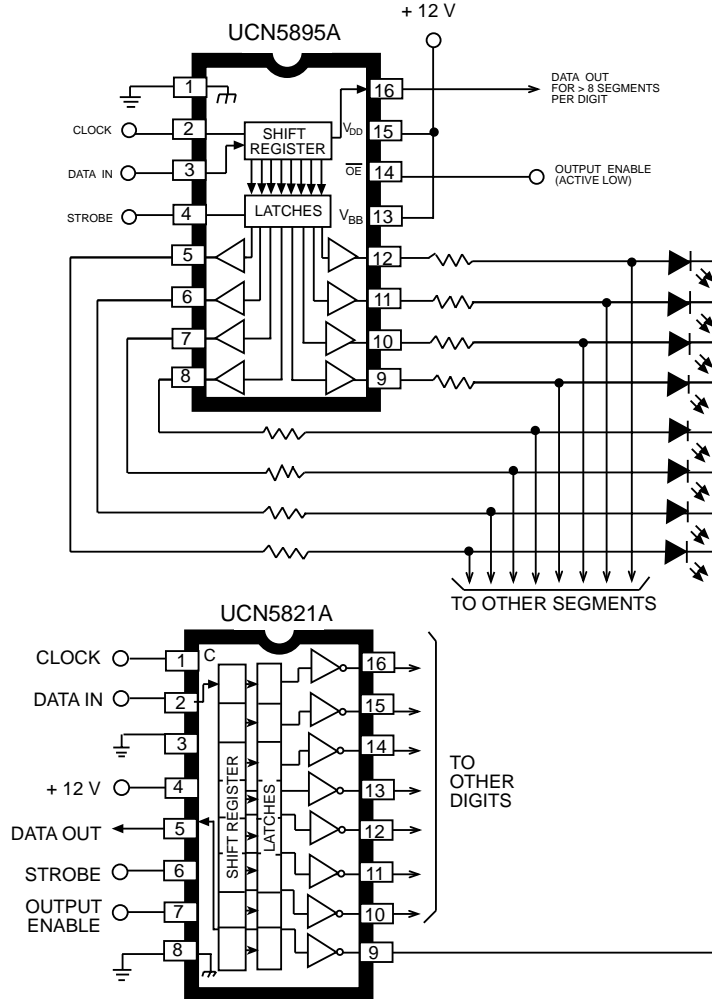 + 12 V
UCN5895A
1
16
DATA OUT
FOR > 8 SEGMENTS
PER DIGIT
CLOCK
2
SHIFT
REGISTER
VDD
15
DATA IN
3
OE
14
OUTPUT ENABLE
(ACTIVE LOW)
STROBE
4
LATCHES
VBB
13
5
12
6
11
7
10
8
9
TO OTHER SEGMENTS
UCN5821A
CLOCK
1
C
16
DATA IN
2
15
3
14
+ 12 V
4
13
DATA OUT
5
12
STROBE
6
11
OUTPUT
ENABLE
7
10
8
9
SHIFT REGISTER
LATCHES
TO
OTHER
DIGITS